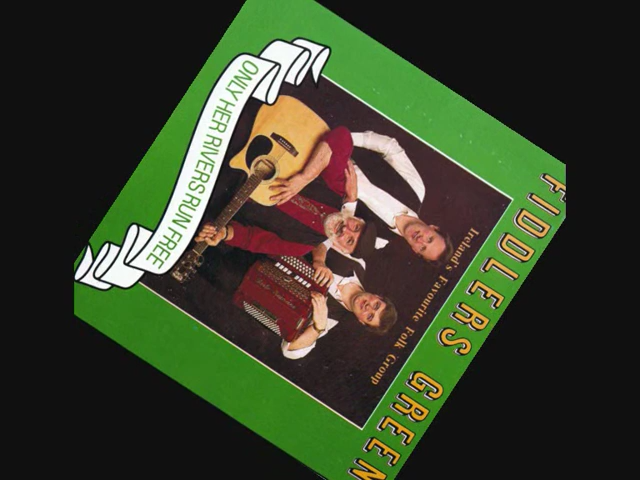 FIDDLERS GREEN
Ireland's Favourite Folk Group
ONLY HER RIVERS RUN FREE